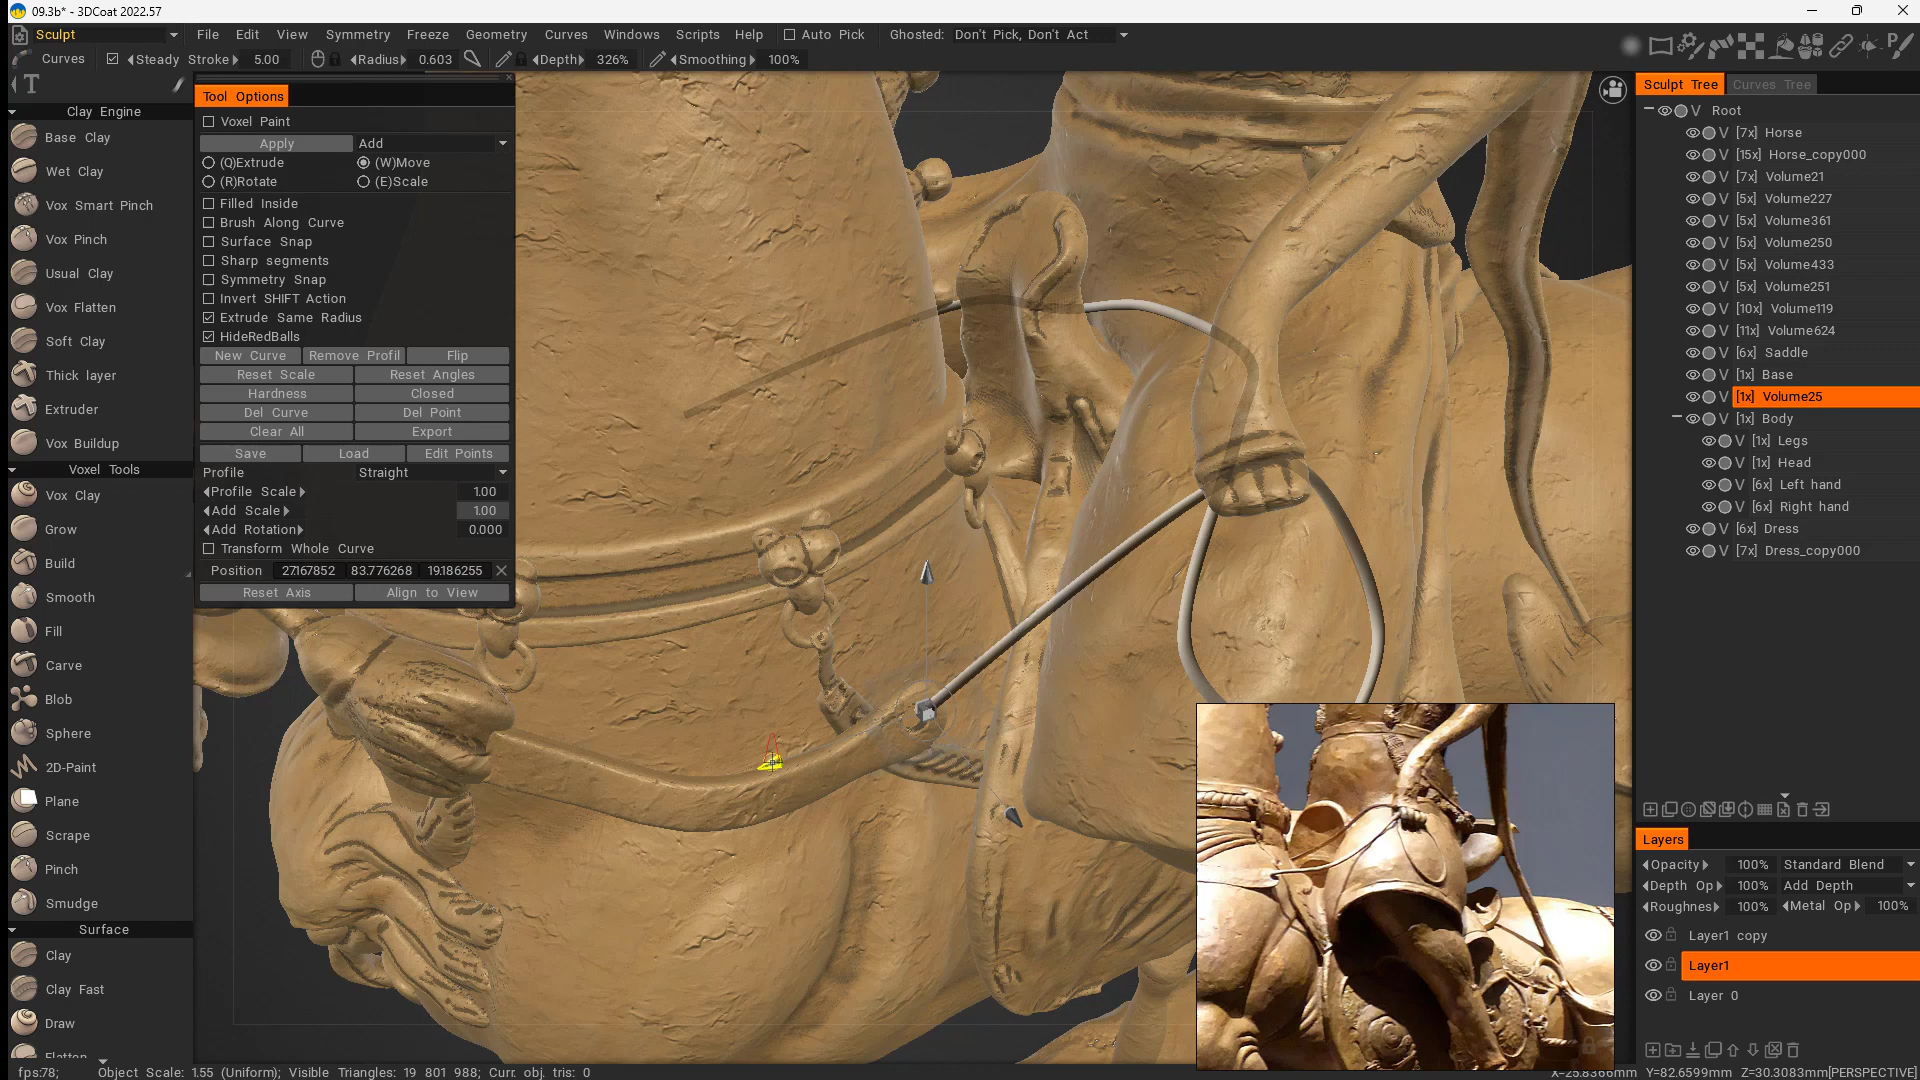 09.3b* - 3DCoat 2022.57
Sculpt File Edit View Symmetry Freeze Geometry Curves Windows Scripts Help Auto Pick Ghosted: Don't Pick, Don't Act
Curves Steady Stroke 5.00 Radius 0.603 Depth 326% Smoothing 100%
T
Clay Engine
Base Clay
Wet Clay
Vox Smart Pinch
Vox Pinch
Usual Clay
Vox Flatten
Soft Clay
Thick layer
Extruder
Vox Buildup
Voxel Tools
Vox Clay
Grow
Build
Smooth
Fill
Carve
Blob
Sphere
2D-Paint
Plane
Scrape
Pinch
Smudge
Surface
Clay
Clay Fast
Draw
Flatten
Tool Options
Voxel Paint
Apply Add
(Q)Extrude (W)Move
(R)Rotate (E)Scale
Filled Inside
Brush Along Curve
Surface Snap
Sharp segments
Symmetry Snap
Invert SHIFT Action
Extrude Same Radius
HideRedBalls
New Curve Remove Profil Flip
Reset Scale Reset Angles
Hardness Closed
Del Curve Del Point
Clear All Export
Save Load Edit Points
Profile Straight
Profile Scale 1.00
Add Scale 1.00
Add Rotation 0.000
Transform Whole Curve
Position 27.167852 83.776268 19.186255
Reset Axis Align to View
Sculpt Tree Curves Tree
V Root
V [7x] Horse
V [15x] Horse_copy000
V [7x] Volume21
V [5x] Volume227
V [5x] Volume361
V [5x] Volume250
V [5x] Volume433
V [5x] Volume251
V [10x] Volume119
V [11x] Volume624
V [6x] Saddle
V [1x] Base
V [1x] Volume25
V [1x] Body
V [1x] Legs
V [1x] Head
V [6x] Left hand
V [6x] Right hand
V [6x] Dress
V [7x] Dress_copy000
Layers
Opacity 100% Standard Blend
Depth Op 100% Add Depth
Roughness 100% Metal Op 100%
Layer1 copy
Layer1
Layer 0
fps:78; Object Scale: 1.55 (Uniform); Visible Triangles: 19 801 988; Curr. obj. tris: 0 X=25.8366mm Y=82.6599mm Z=30.3083mm[PERSPECTIVE]